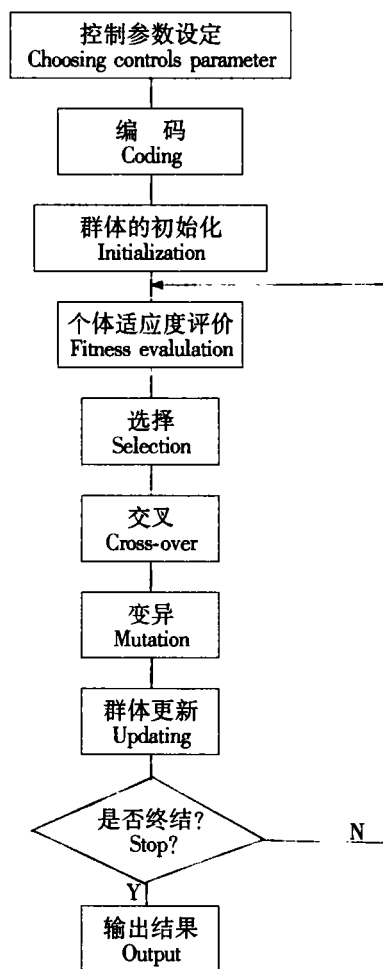 控制参数设定
Choosing controls parameter
编 码
Coding
群体的初始化
Initialization
个体适应度评价
Fitness evalulation
选择
Selection
交叉
Cross-over
变异
Mutation
群体更新
Updating
是否终结?
Stop?
N
Y
输出结果
Output